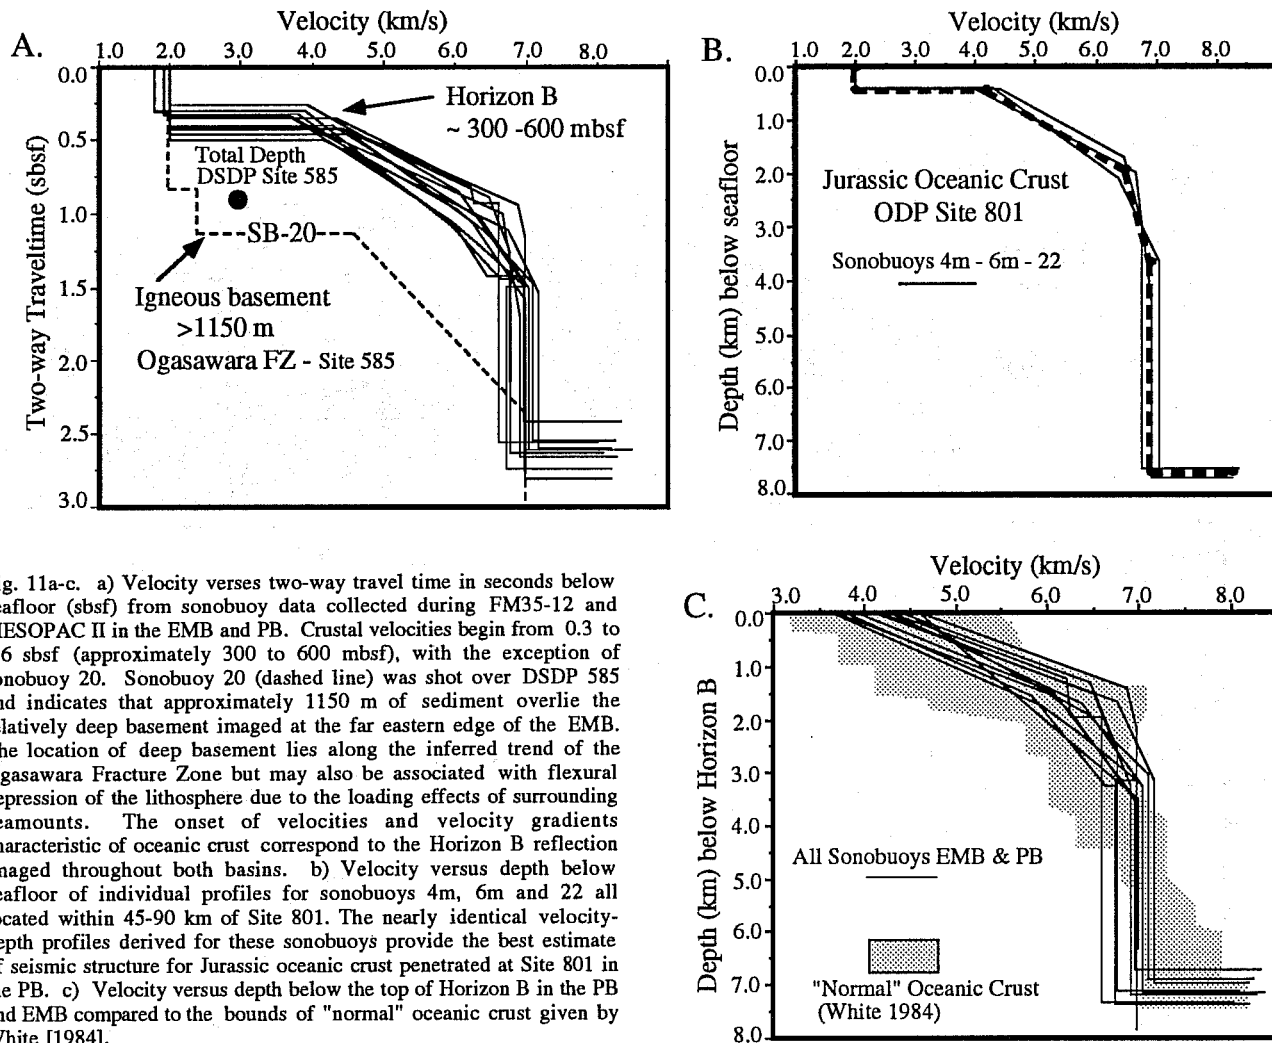 A.
Velocity (km/s)
1.0 2.0 3.0 4.0 5.0 6.0 7.0 8.0
Two-way Traveltime (sbsf)
0.0
0.5
1.0
1.5
2.0
2.5
3.0
Horizon B
~ 300 -600 mbsf
Total Depth
DSDP Site 585
SB-20
Igneous basement
>1150 m
Ogasawara FZ - Site 585
B.
Velocity (km/s)
1.0 2.0 3.0 4.0 5.0 6.0 7.0 8.0
Depth (km) below seafloor
0.0
1.0
2.0
3.0
4.0
5.0
6.0
7.0
8.0
Jurassic Oceanic Crust
ODP Site 801
Sonobuoys 4m - 6m - 22
C.
Velocity (km/s)
3.0 4.0 5.0 6.0 7.0 8.0
Depth (km) below Horizon B
0.0
1.0
2.0
3.0
4.0
5.0
6.0
7.0
8.0
All Sonobuoys EMB & PB
"Normal" Oceanic Crust
(White 1984)
g. 11a-c. a) Velocity verses two-way travel time in seconds below
eafloor (sbsf) from sonobuoy data collected during FM35-12 and
IESOPAC II in the EMB and PB. Crustal velocities begin from 0.3 to
6 sbsf (approximately 300 to 600 mbsf), with the exception of
onobuoy 20. Sonobuoy 20 (dashed line) was shot over DSDP 585
nd indicates that approximately 1150 m of sediment overlie the
elatively deep basement imaged at the far eastern edge of the EMB.
he location of deep basement lies along the inferred trend of the
gasawara Fracture Zone but may also be associated with flexural
epression of the lithosphere due to the loading effects of surrounding
eamounts. The onset of velocities and velocity gradients
haracteristic of oceanic crust correspond to the Horizon B reflection
naged throughout both basins. b) Velocity versus depth below
eafloor of individual profiles for sonobuoys 4m, 6m and 22 all
ocated within 45-90 km of Site 801. The nearly identical velocity-
epth profiles derived for these sonobuoys provide the best estimate
f seismic structure for Jurassic oceanic crust penetrated at Site 801 in
e PB. c) Velocity versus depth below the top of Horizon B in the PB
nd EMB compared to the bounds of "normal" oceanic crust given by
White [1984].